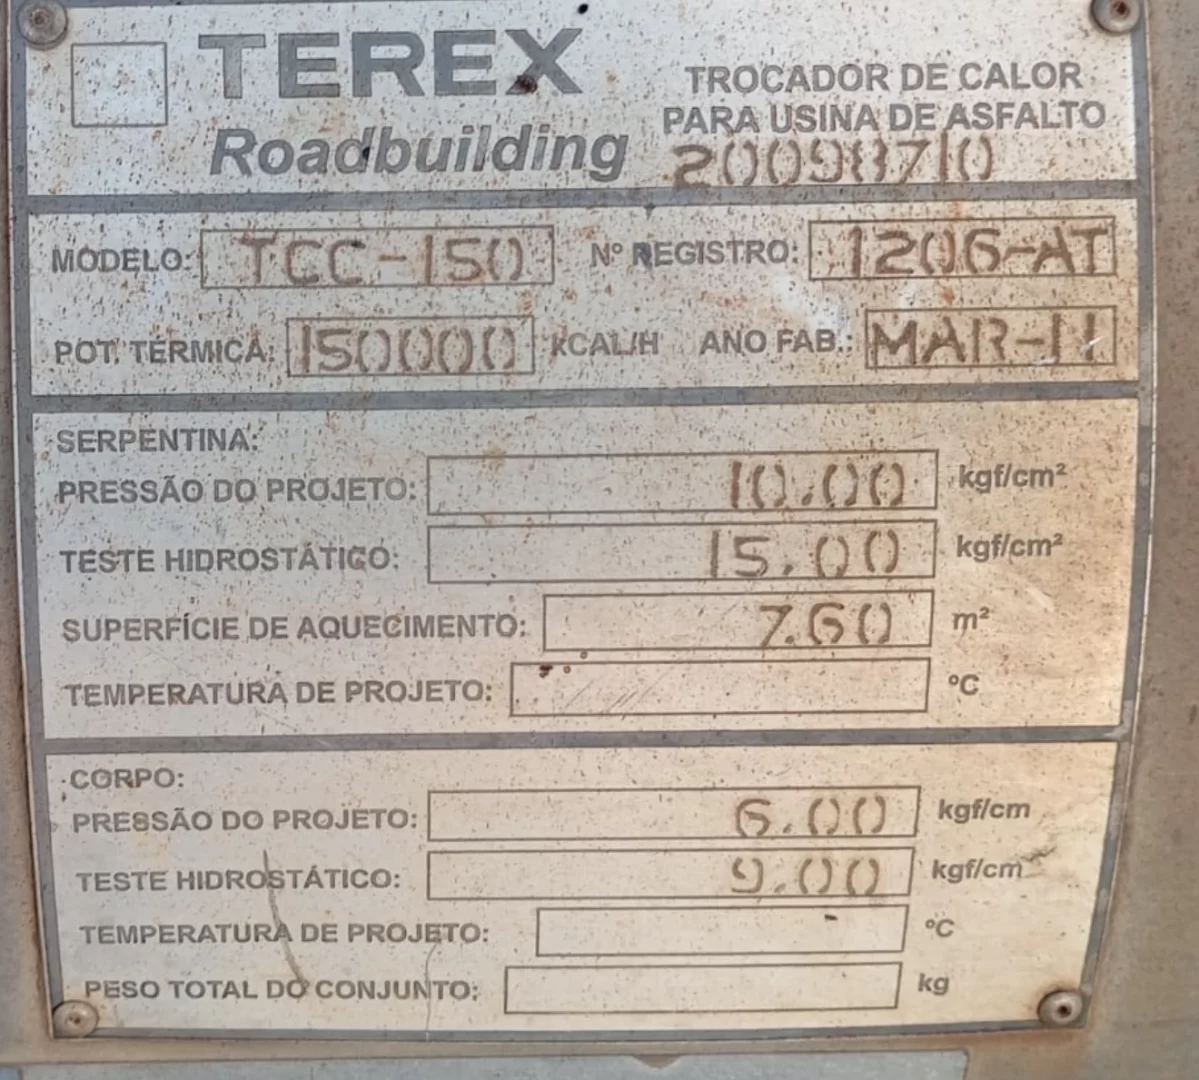 TEREX
Roadbuilding
TROCADOR DE CALOR
PARA USINA DE ASFALTO
20098710
MODELO: TCC-150 Nº REGISTRO: 1206-AT
POT. TÉRMICA: 150000 KCAL/H ANO FAB.: MAR-11
SERPENTINA:
PRESSÃO DO PROJETO: 10.00 kgf/cm²
TESTE HIDROSTÁTICO: 15.00 kgf/cm²
SUPERFÍCIE DE AQUECIMENTO: 7.60 m²
TEMPERATURA DE PROJETO: ºC
CORPO:
PRESSÃO DO PROJETO: 6.00 kgf/cm
TESTE HIDROSTÁTICO: 9.00 kgf/cm
TEMPERATURA DE PROJETO: ºC
PESO TOTAL DO CONJUNTO: kg